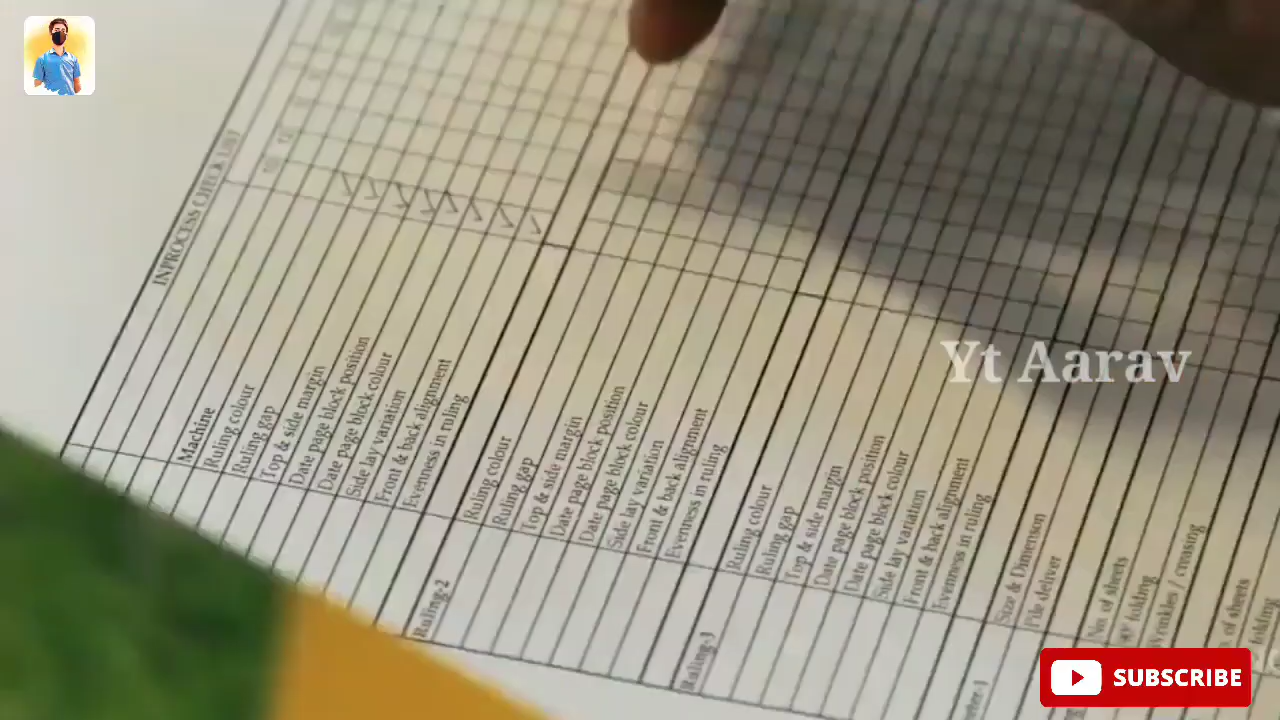 INPROCESS CHECK LIST
Machine
Ruling colour
Ruling gap
Top & side margin
Date page block position
Date page block colour
Side lay variation
Front & back alignment
Evenness in ruling
Ruling-2
Ruling colour
Ruling gap
Top & side margin
Date page block position
Date page block colour
Side lay variation
Front & back alignment
Evenness in ruling
Ruling-1
Ruling colour
Ruling gap
Top & side margin
Date page block position
Date page block colour
Side lay variation
Front & back alignment
Evenness in ruling
Size & Dimenson
Pile deliver
No. of sheets
folding
Wrinkles / creasing
of sheets
folding
Yt Aarav
SUBSCRIBE